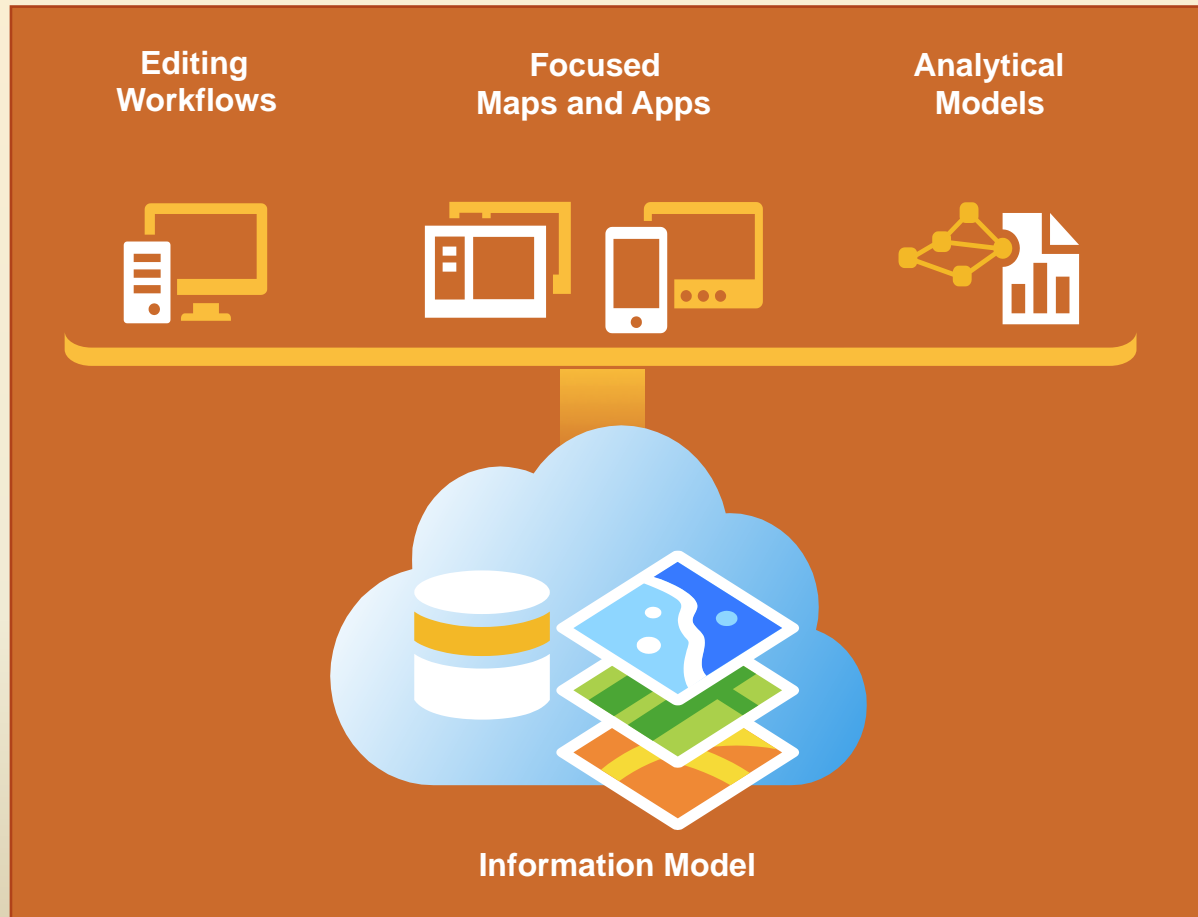 Editing
Workflows
Focused
Maps and Apps
Analytical
Models
Information Model